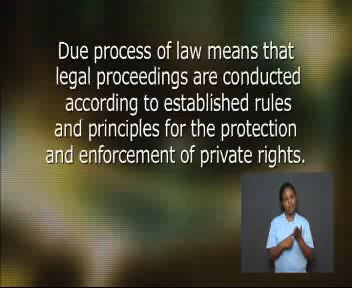 Due process of law means that
legal proceedings are conducted
according to established rules
and principles for the protection
and enforcement of private rights.